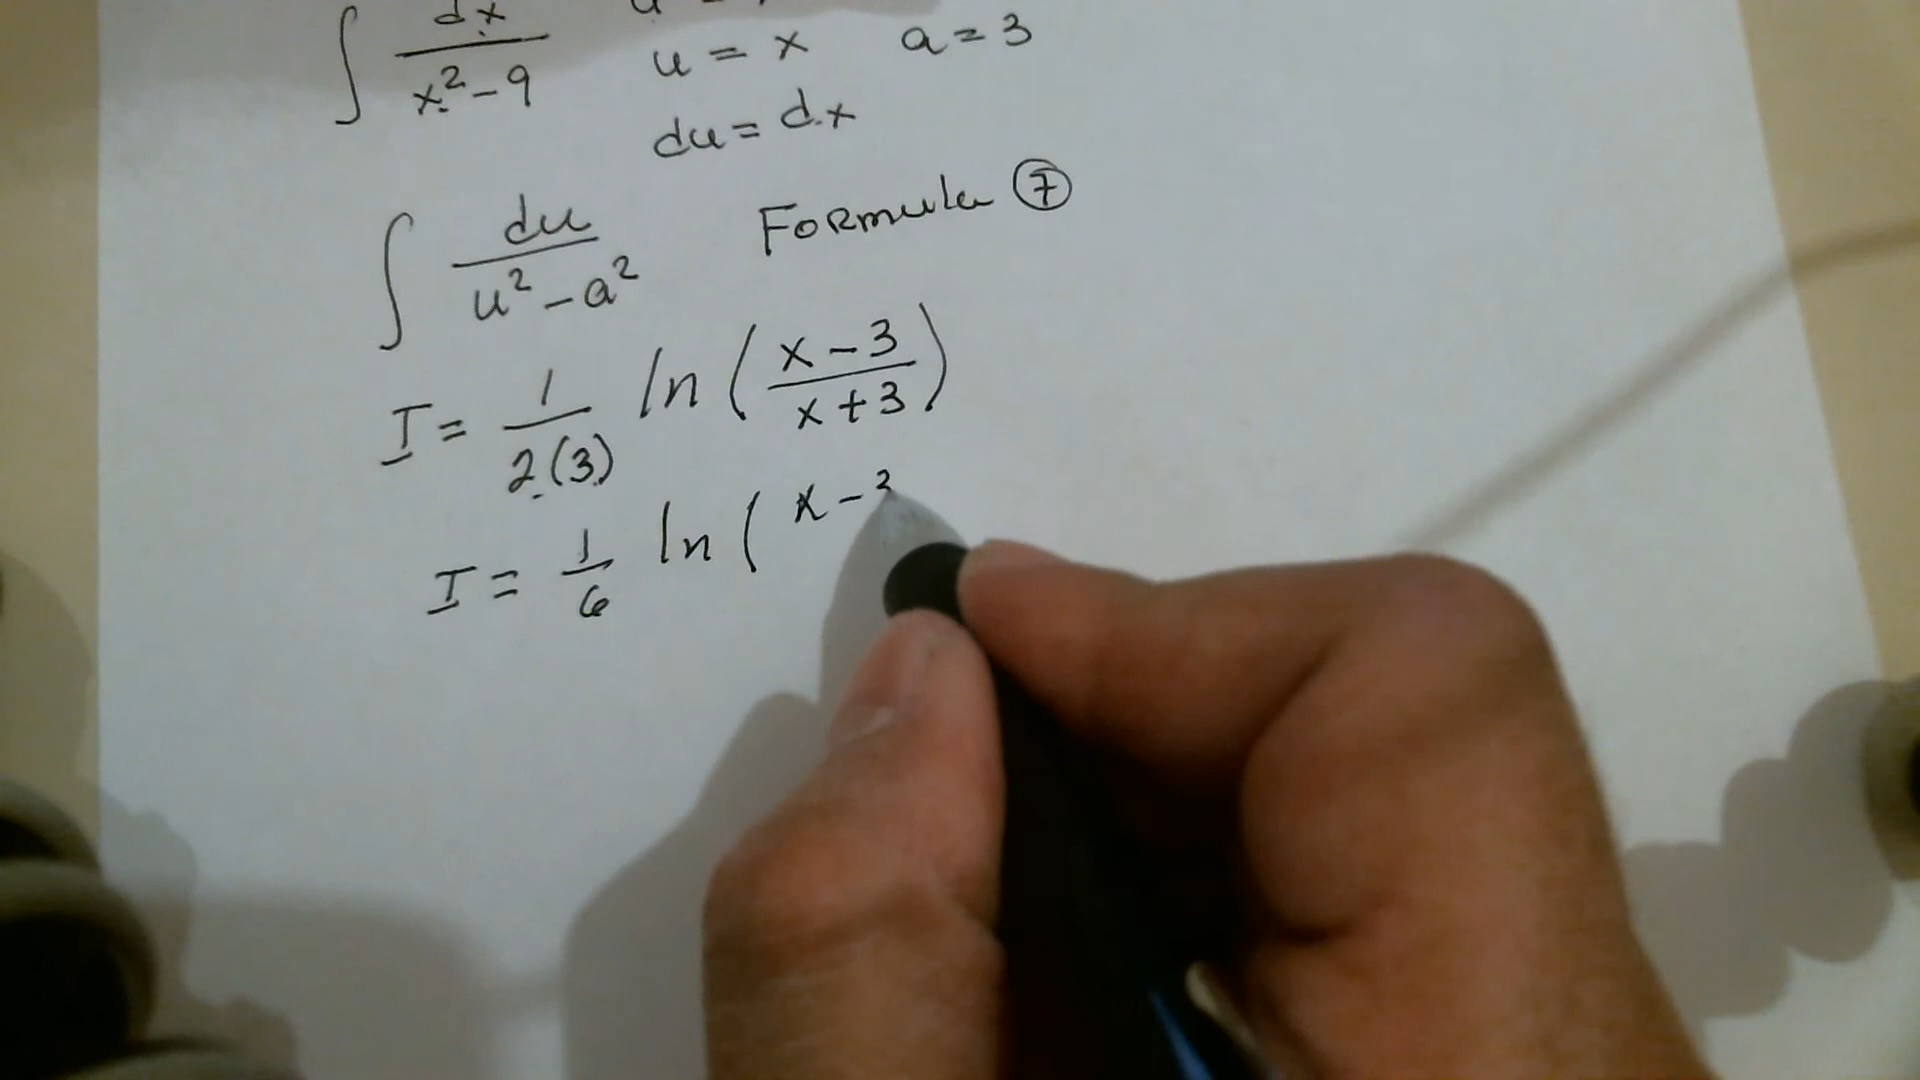 ∫ dx / x² - 9    u = x    a = 3
du = dx
∫ du / u² - a²    Formula ⑦
I = 1 / 2(3) ln ( x - 3 / x + 3 )
I = 1 / 6 ln ( x -